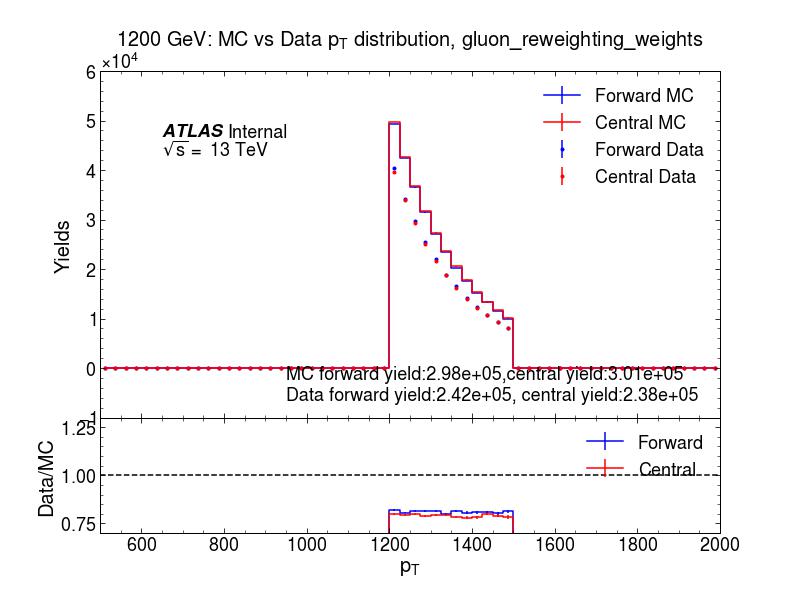 1200 GeV: MC vs Data pT distribution, gluon_reweighting_weights
×10⁴
6
5
4
3
2
1
0
−1
Yields
ATLAS Internal
√s = 13 TeV
Forward MC
Central MC
Forward Data
Central Data
MC forward yield:2.98e+05,central yield:3.01e+05
Data forward yield:2.42e+05, central yield:2.38e+05
1.25
1.00
0.75
Data/MC
Forward
Central
600 800 1000 1200 1400 1600 1800 2000
pT